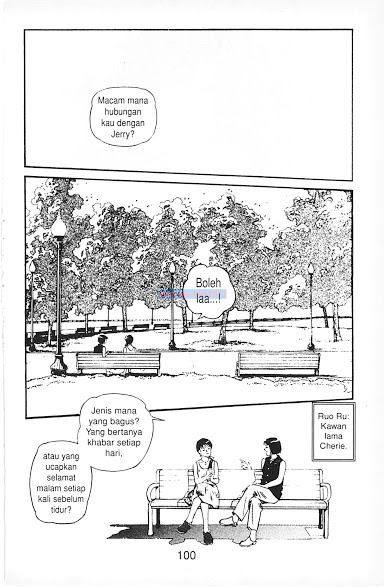 Macam mana
hubungan
kau dengan
Jerry?
Boleh
laa....
Jenis mana
yang bagus?
Yang bertanya
khabar setiap
hari,
atau yang
ucapkan
selamat
malam setiap
kali sebelum
tidur?
Ruo Ru:
Kawan
lama
Cherie.
100